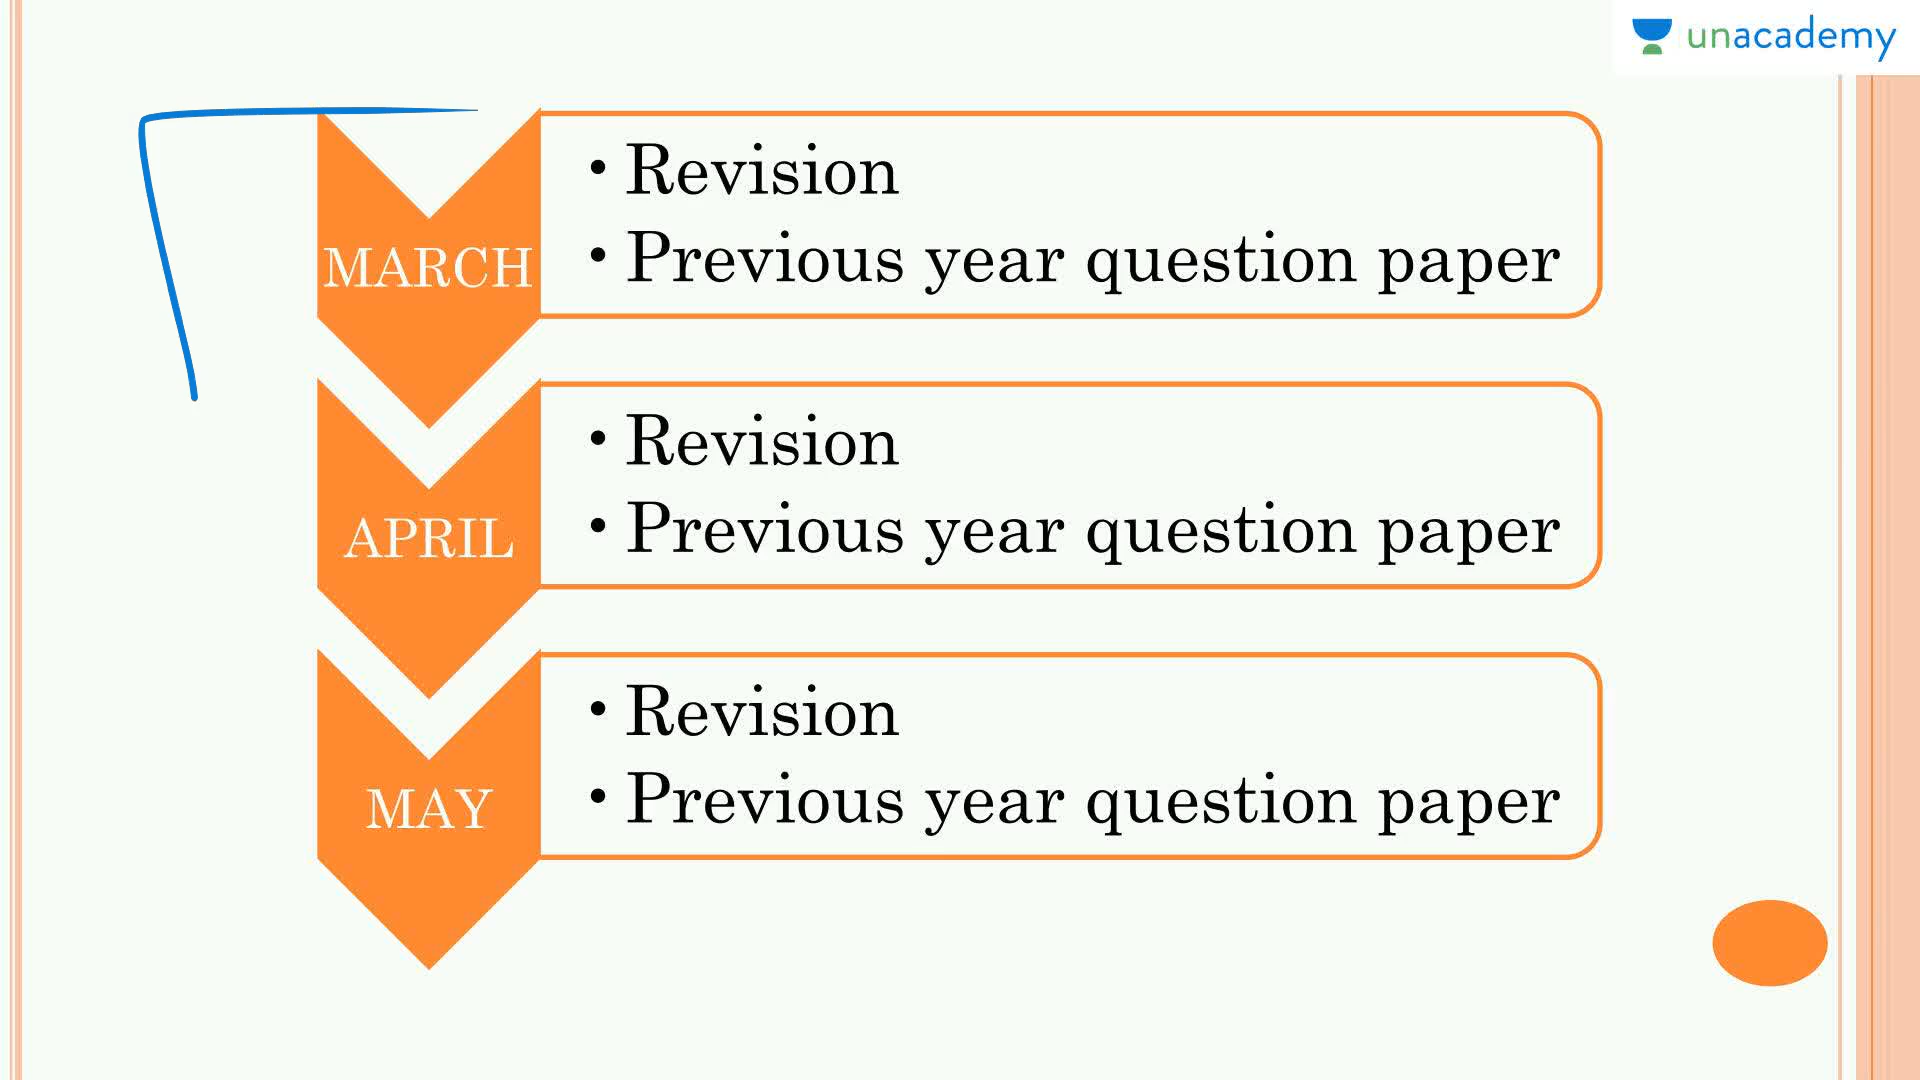 unacademy
MARCH
• Revision
• Previous year question paper
APRIL
• Revision
• Previous year question paper
MAY
• Revision
• Previous year question paper